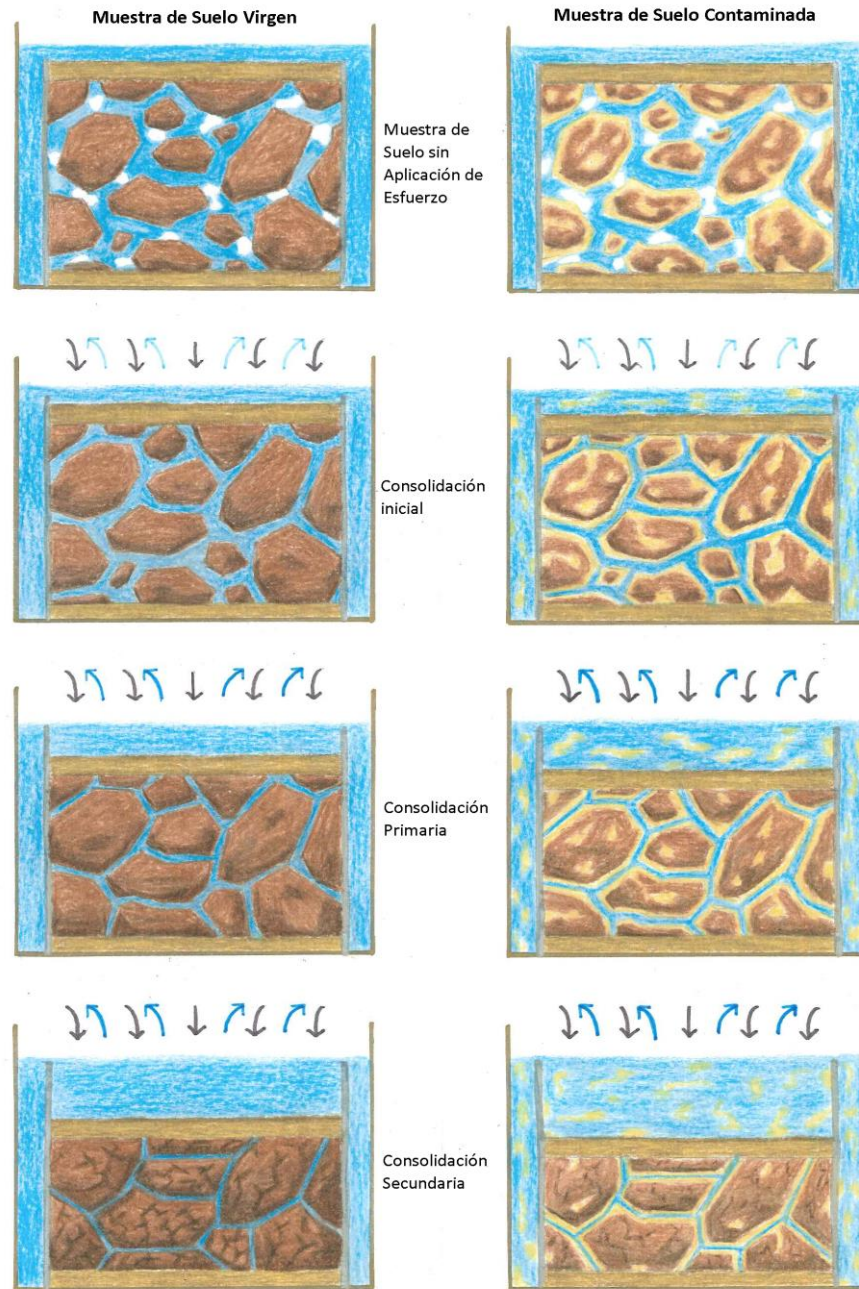 Muestra de Suelo Virgen
Muestra de Suelo Contaminada
Muestra de
Suelo sin
Aplicación de
Esfuerzo
Consolidación
inicial
Consolidación
Primaria
Consolidación
Secundaria